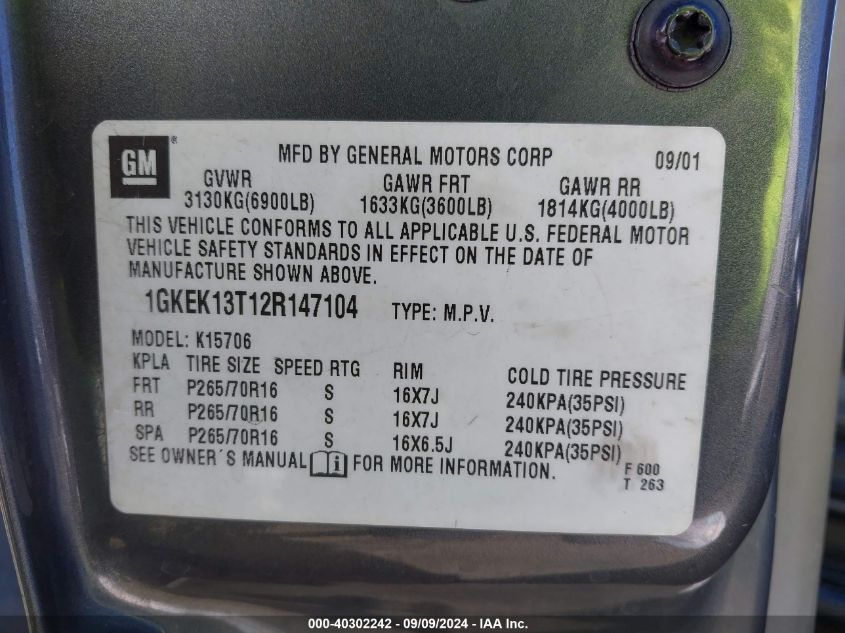 GM®
MFD BY GENERAL MOTORS CORP 09/01
GVWR GAWR FRT GAWR RR
3130KG(6900LB) 1633KG(3600LB) 1814KG(4000LB)
THIS VEHICLE CONFORMS TO ALL APPLICABLE U.S. FEDERAL MOTOR
VEHICLE SAFETY STANDARDS IN EFFECT ON THE DATE OF
MANUFACTURE SHOWN ABOVE.
1GKEK13T12R147104 TYPE: M.P.V.
MODEL: K15706
KPLA TIRE SIZE SPEED RTG RIM COLD TIRE PRESSURE
FRT P265/70R16 S 16X7J 240KPA(35PSI)
RR P265/70R16 S 16X7J 240KPA(35PSI)
SPA P265/70R16 S 16X6.5J 240KPA(35PSI)
SEE OWNER´S MANUAL i FOR MORE INFORMATION.
F 600
T 263
000-40302242 - 09/09/2024 - IAA Inc.